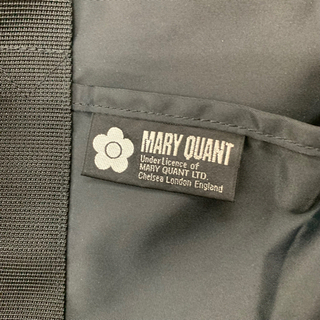 MARY QUANT
Under Licence of
MARY QUANT LTD.
Chelsea London England